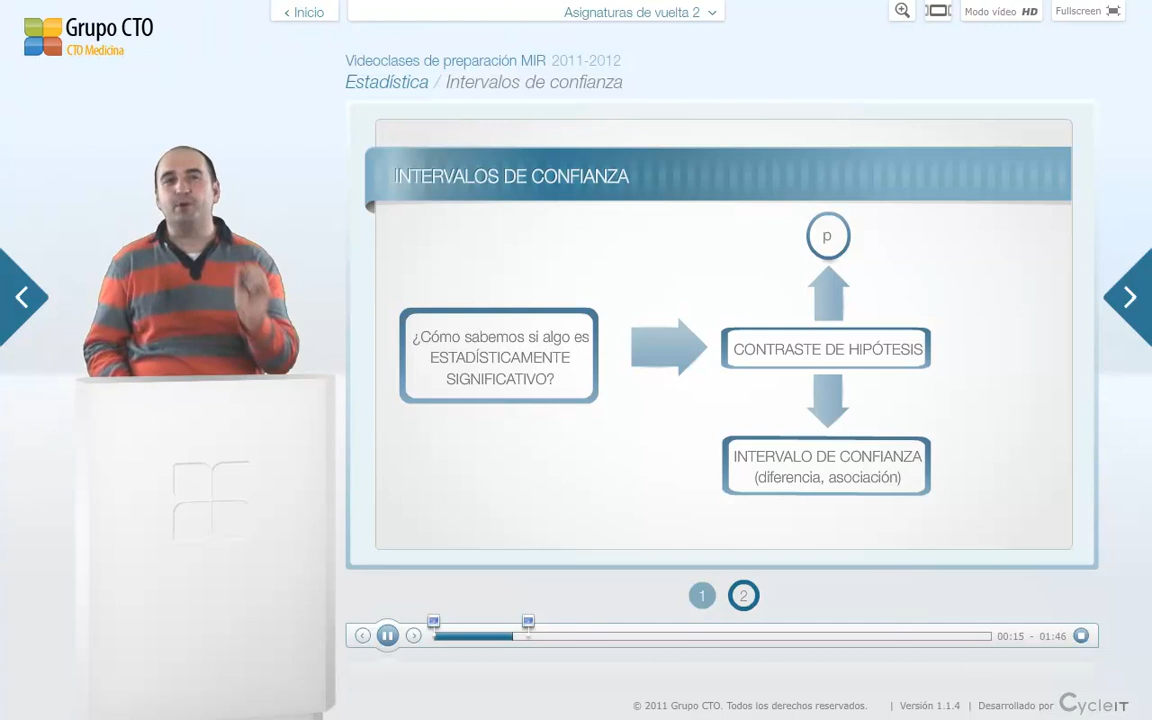 ‹ Inicio
Asignaturas de vuelta 2
Modo vídeo HD
Fullscreen
Grupo CTO
CTO Medicina
Videoclases de preparación MIR 2011-2012
Estadística / Intervalos de confianza
INTERVALOS DE CONFIANZA
p
¿Cómo sabemos si algo es
ESTADÍSTICAMENTE
SIGNIFICATIVO?
CONTRASTE DE HIPÓTESIS
INTERVALO DE CONFIANZA
(diferencia, asociación)
1
2
00:15 - 01:46
© 2011 Grupo CTO. Todos los derechos reservados. | Versión 1.1.4 | Desarrollado por CycleIT